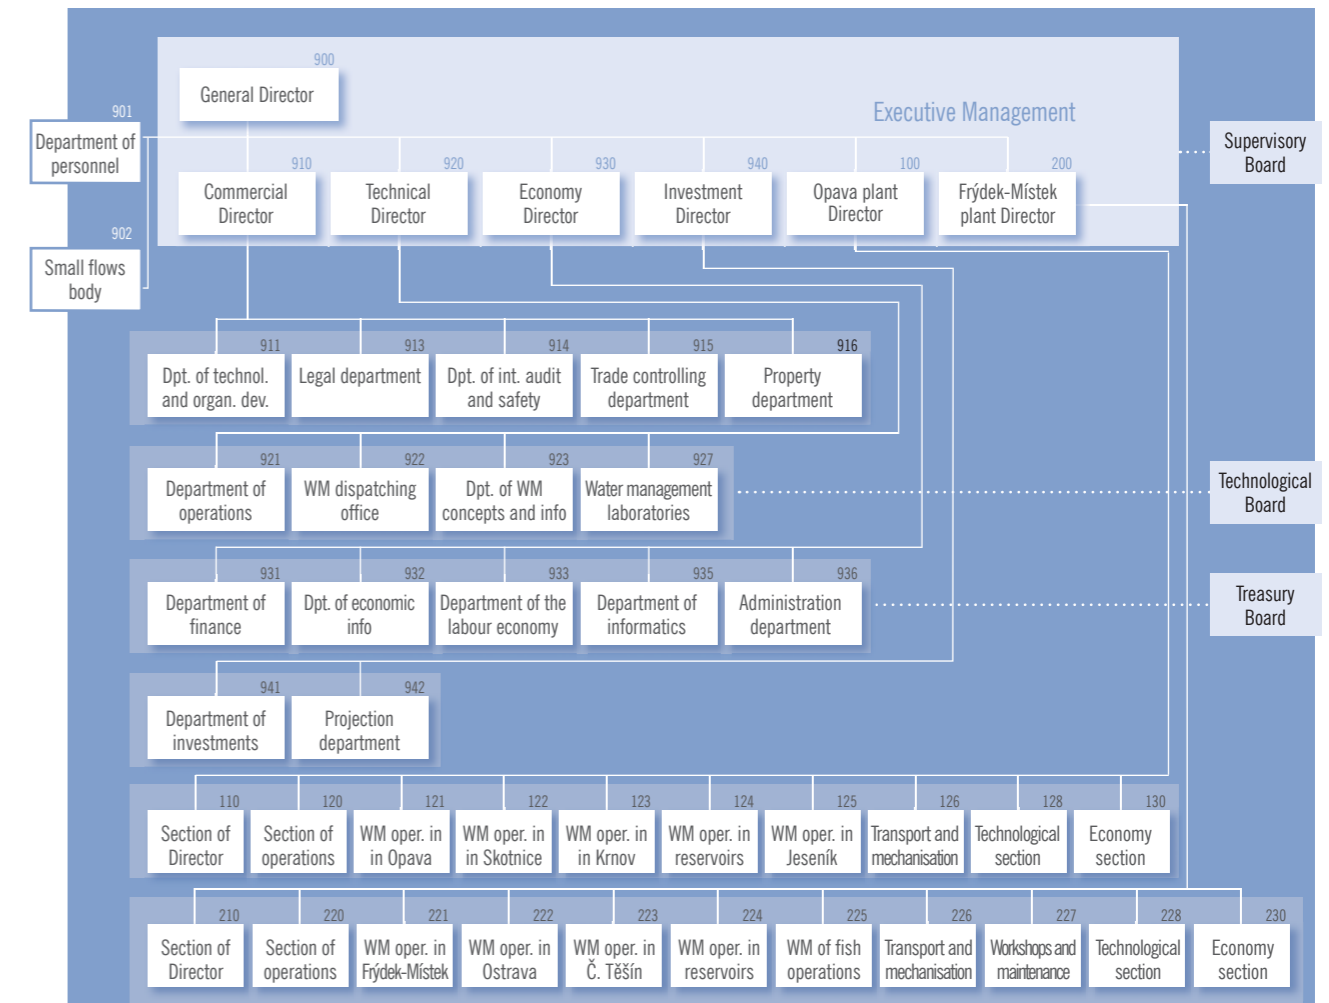 900
General Director
Executive Management
901
Department of
personnel
Supervisory
Board
910
Commercial
Director
920
Technical
Director
930
Economy
Director
940
Investment
Director
100
Opava plant
Director
200
Frýdek-Místek
plant Director
902
Small flows
body
911
Dpt. of technol.
and organ. dev.
913
Legal department
914
Dpt. of int. audit
and safety
915
Trade controlling
department
916
Property
department
921
Department of
operations
922
WM dispatching
office
923
Dpt. of WM
concepts and info
927
Water management
laboratories
Technological
Board
931
Department of
finance
932
Dpt. of economic
info
933
Department of the
labour economy
935
Department of
informatics
936
Administration
department
Treasury
Board
941
Department of
investments
942
Projection
department
110
Section of
Director
120
Section of
operations
121
WM oper. in
in Opava
122
WM oper. in
in Skotnice
123
WM oper. in
in Krnov
124
WM oper. in
reservoirs
125
WM oper. in
Jeseník
126
Transport and
mechanisation
128
Technological
section
130
Economy
section
210
Section of
Director
220
Section of
operations
221
WM oper. in
Frýdek-Místek
222
WM oper. in
Ostrava
223
WM oper. in
Č. Těšín
224
WM oper. in
reservoirs
225
WM of fish
operations
226
Transport and
mechanisation
227
Workshops and
maintenance
228
Technological
section
230
Economy
section